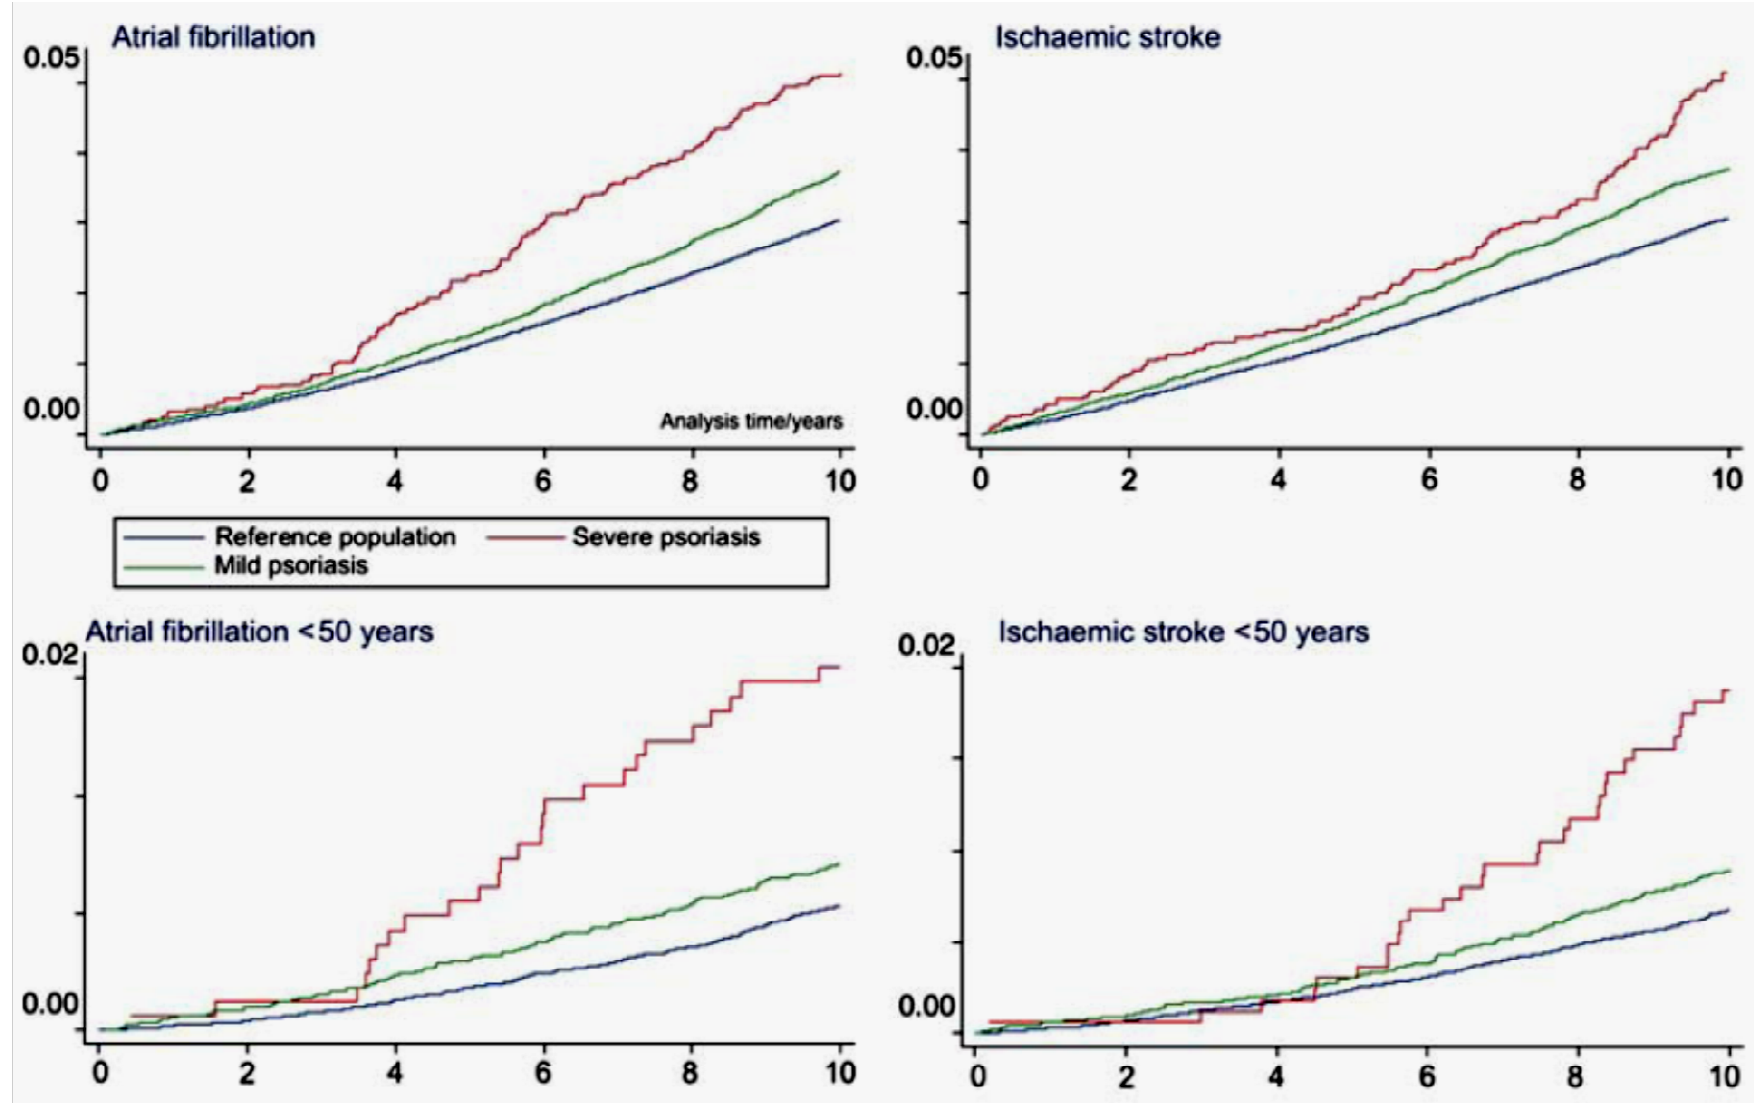 Atrial fibrillation
0.05
0.00
Analysis time/years
0 2 4 6 8 10
Ischaemic stroke
0.05
0.00
0 2 4 6 8 10
Reference population Severe psoriasis
Mild psoriasis
Atrial fibrillation <50 years
0.02
0.00
0 2 4 6 8 10
Ischaemic stroke <50 years
0.02
0.00
0 2 4 6 8 10